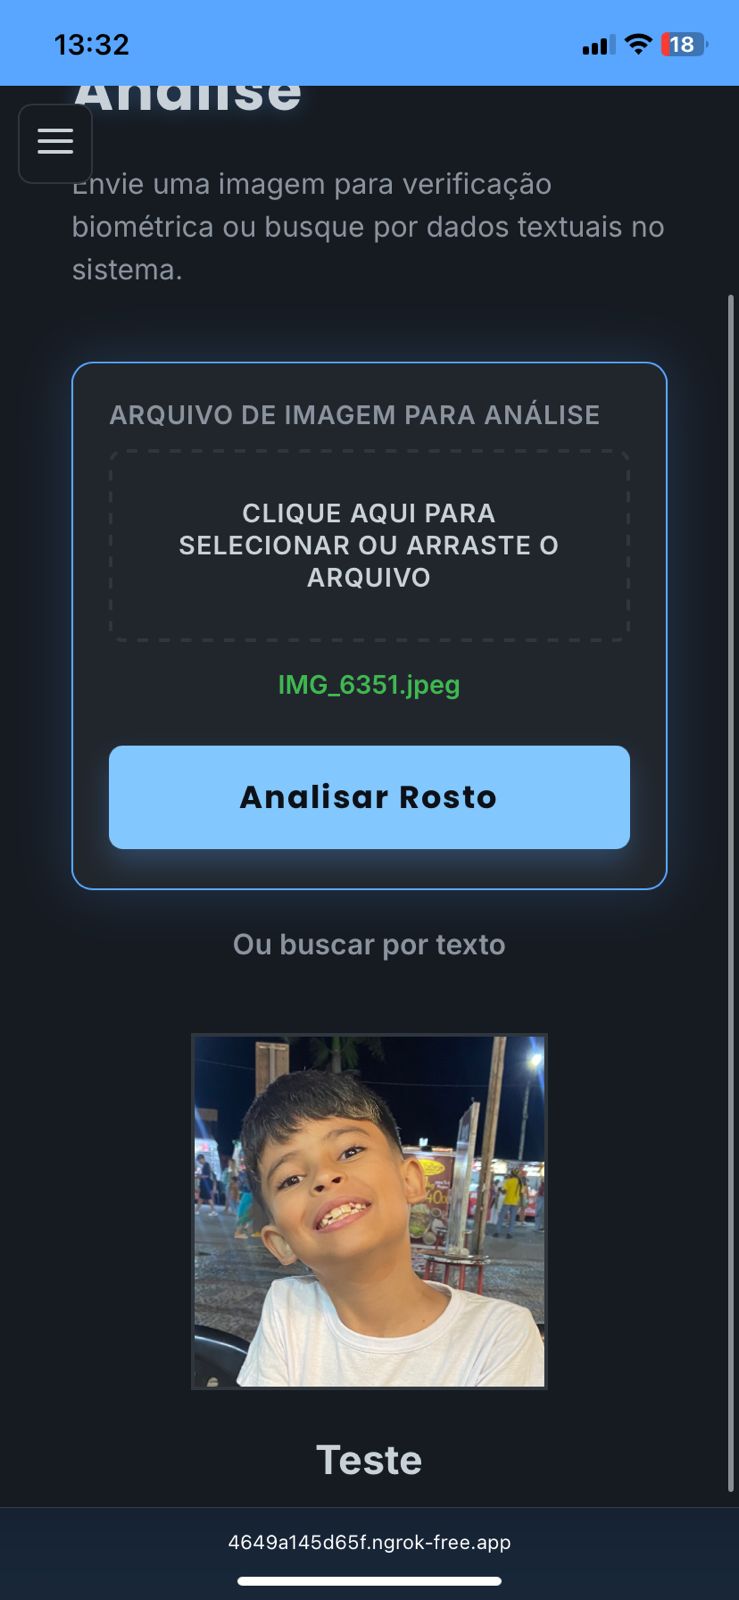 13:32
18
Análise
Envie uma imagem para verificação
biométrica ou busque por dados textuais no
sistema.
ARQUIVO DE IMAGEM PARA ANÁLISE
CLIQUE AQUI PARA
SELECIONAR OU ARRASTE O
ARQUIVO
IMG_6351.jpeg
Analisar Rosto
Ou buscar por texto
Teste
4649a145d65f.ngrok-free.app